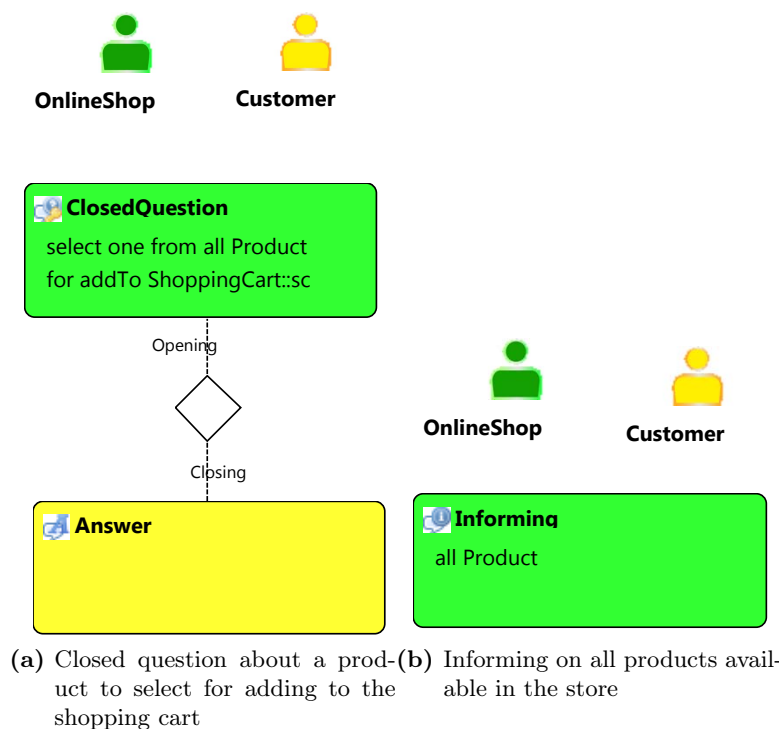 OnlineShop
Customer
ClosedQuestion
select one from all Product
for addTo ShoppingCart::sc
Opening
Closing
Answer
OnlineShop
Customer
Informing
all Product
(a) Closed question about a prod-
uct to select for adding to the
shopping cart
(b) Informing on all products avail-
able in the store